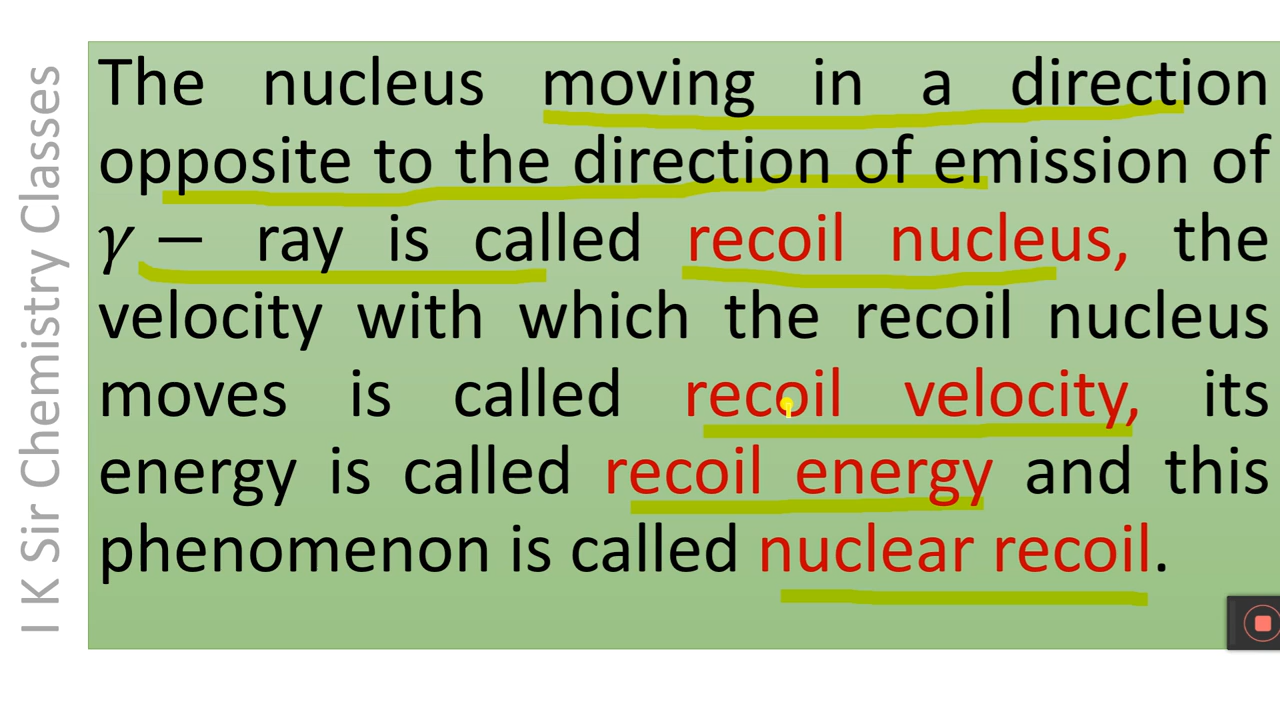 I K Sir Chemistry Classes
The nucleus moving in a direction
opposite to the direction of emission of
γ − ray is called recoil nucleus, the
velocity with which the recoil nucleus
moves is called recoil velocity, its
energy is called recoil energy and this
phenomenon is called nuclear recoil.